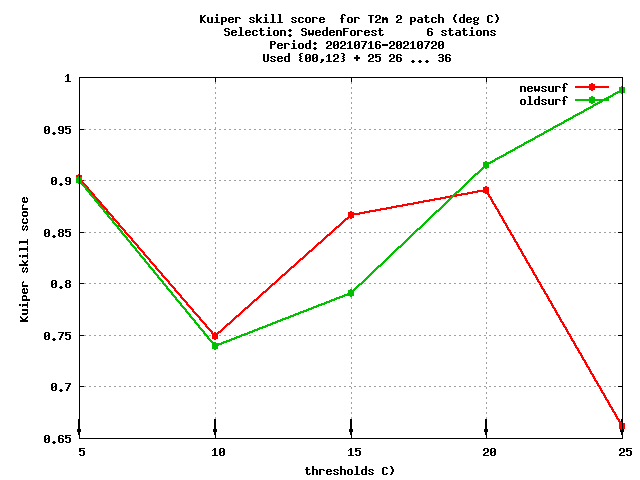 Kuiper skill score  for T2m 2 patch (deg C)
Selection: SwedenForest      6 stations
Period: 20210716-20210720
Used {00,12} + 25 26 ... 36
newsurf
oldsurf
1
0.95
0.9
0.85
0.8
0.75
0.7
0.65
Kuiper skill score
5 10 15 20 25
thresholds C)